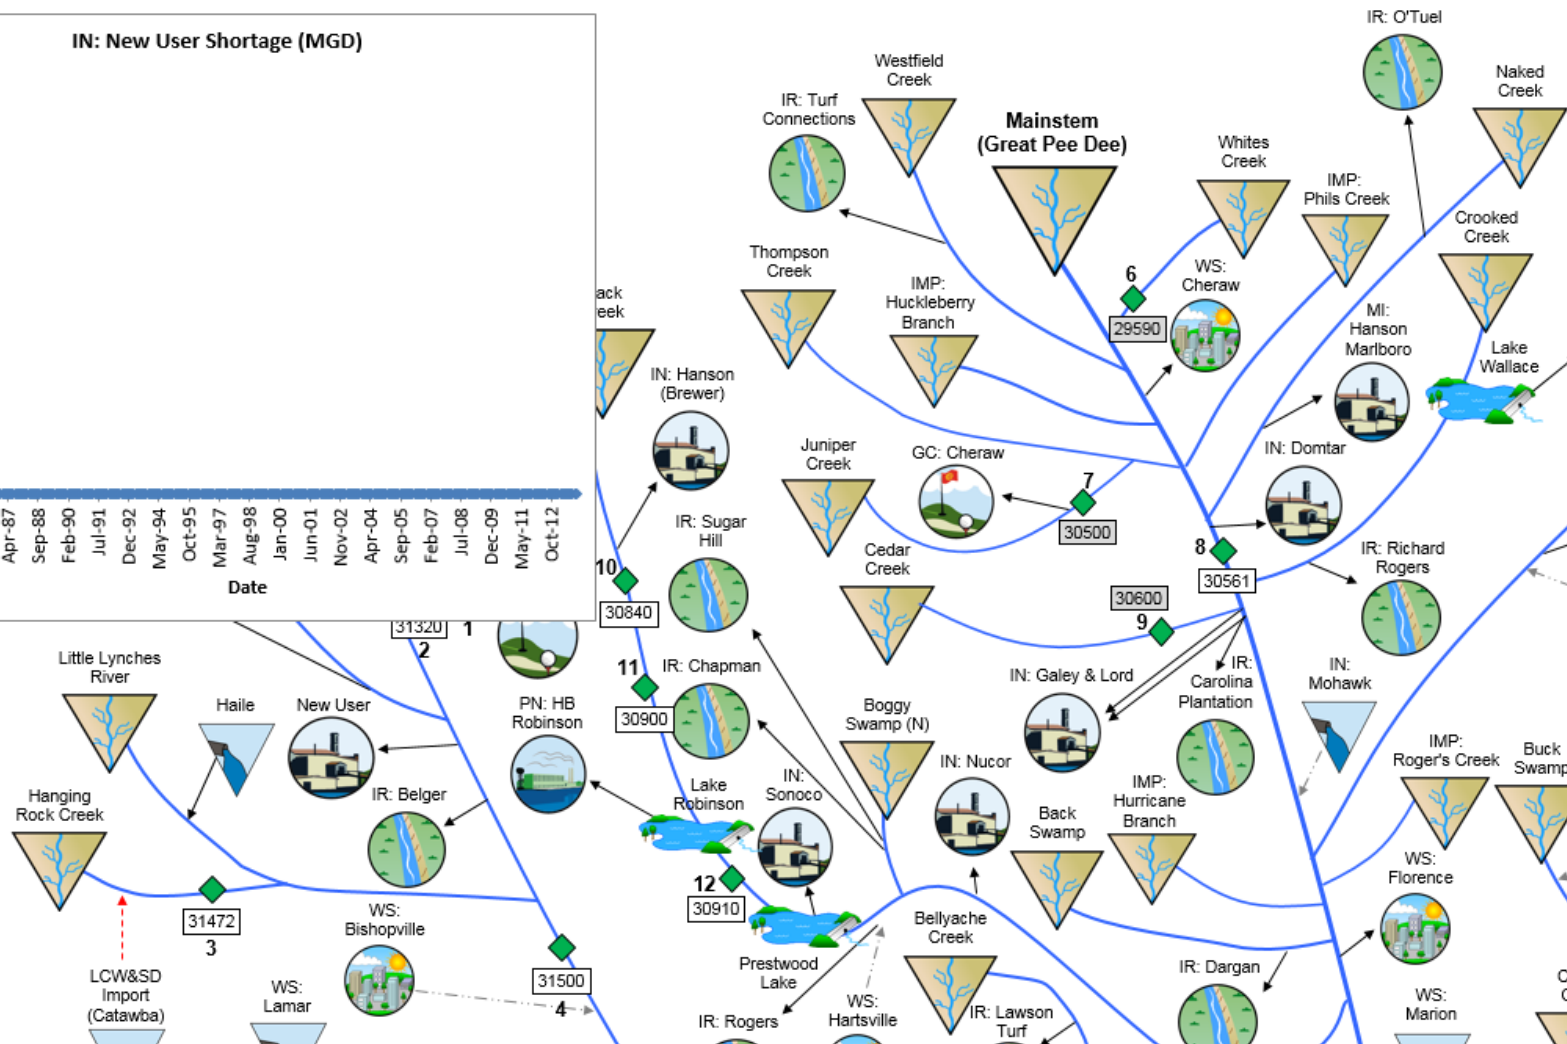 IN: New User Shortage (MGD)
Apr-87
Sep-88
Feb-90
Jul-91
Dec-92
May-94
Oct-95
Mar-97
Aug-98
Jan-00
Jun-01
Nov-02
Apr-04
Sep-05
Feb-07
Jul-08
Dec-09
May-11
Oct-12
Date
IR: O'Tuel
Westfield
Creek
Naked
Creek
IR: Turf
Connections
Mainstem
(Great Pee Dee)
Whites
Creek
IMP:
Phils Creek
Crooked
Creek
Thompson
Creek
6
WS:
Cheraw
IMP:
Huckleberry
Branch
29590
MI:
Hanson
Marlboro
Lake
Wallace
ack
reek
IN: Hanson
(Brewer)
Juniper
Creek
GC: Cheraw
IN: Domtar
7
IR: Sugar
Hill
30500
Cedar
Creek
8
IR: Richard
Rogers
10
30561
30840
30600
9
31320
1
2
Little Lynches
River
11
IR: Chapman
IN: Galey & Lord
IR:
Carolina
Plantation
IN:
Mohawk
Haile
New User
PN: HB
Robinson
30900
Boggy
Swamp (N)
IMP:
Roger's Creek
Buck
Swamp
Hanging
Rock Creek
IR: Belger
Lake
Robinson
IN:
Sonoco
IN: Nucor
IMP:
Hurricane
Branch
Back
Swamp
WS:
Florence
12
30910
31472
3
WS:
Bishopville
Bellyache
Creek
Prestwood
Lake
IR: Dargan
LCW&SD
Import
(Catawba)
WS:
Lamar
31500
4
IR: Rogers
WS:
Hartsville
IR: Lawson
Turf
WS:
Marion